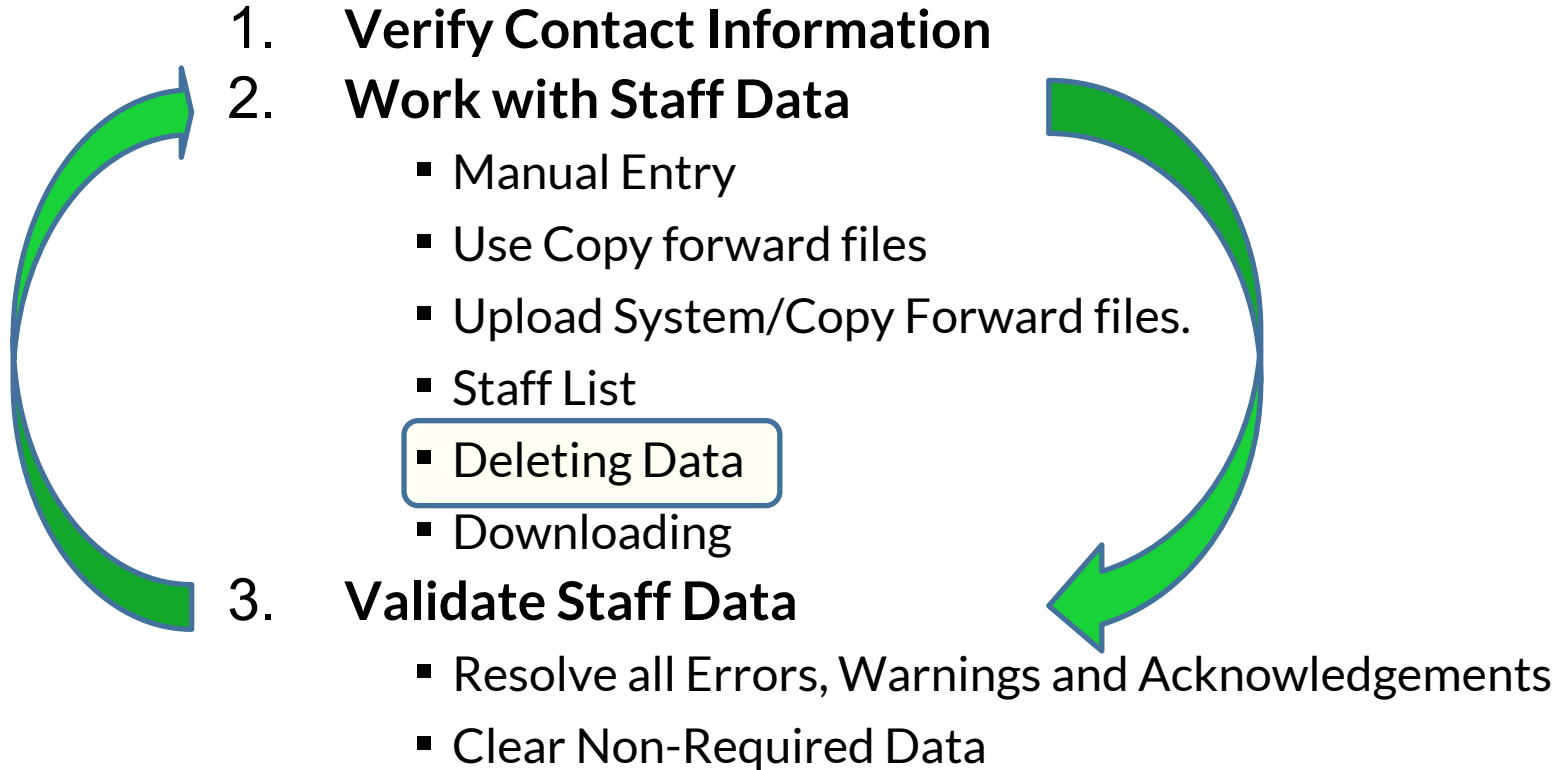 1. Verify Contact Information
2. Work with Staff Data
▪ Manual Entry
▪ Use Copy forward files
▪ Upload System/Copy Forward files.
▪ Staff List
▪ Deleting Data
▪ Downloading
3. Validate Staff Data
▪ Resolve all Errors, Warnings and Acknowledgements
▪ Clear Non-Required Data